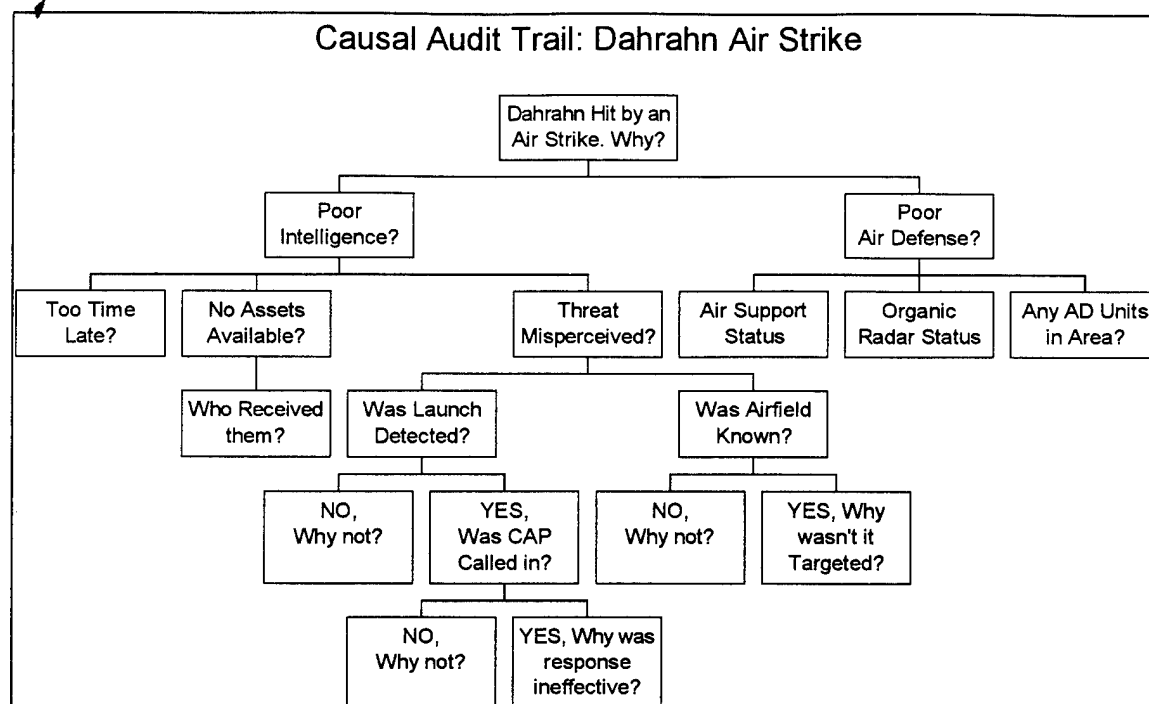 Causal Audit Trail: Dahrahn Air Strike
Dahrahn Hit by an
Air Strike. Why?
Poor
Intelligence?
Poor
Air Defense?
Too Time
Late?
No Assets
Available?
Threat
Misperceived?
Air Support
Status
Organic
Radar Status
Any AD Units
in Area?
Who Received
them?
Was Launch
Detected?
Was Airfield
Known?
NO,
Why not?
YES,
Was CAP
Called in?
NO,
Why not?
YES, Why
wasn't it
Targeted?
NO,
Why not?
YES, Why was
response
ineffective?